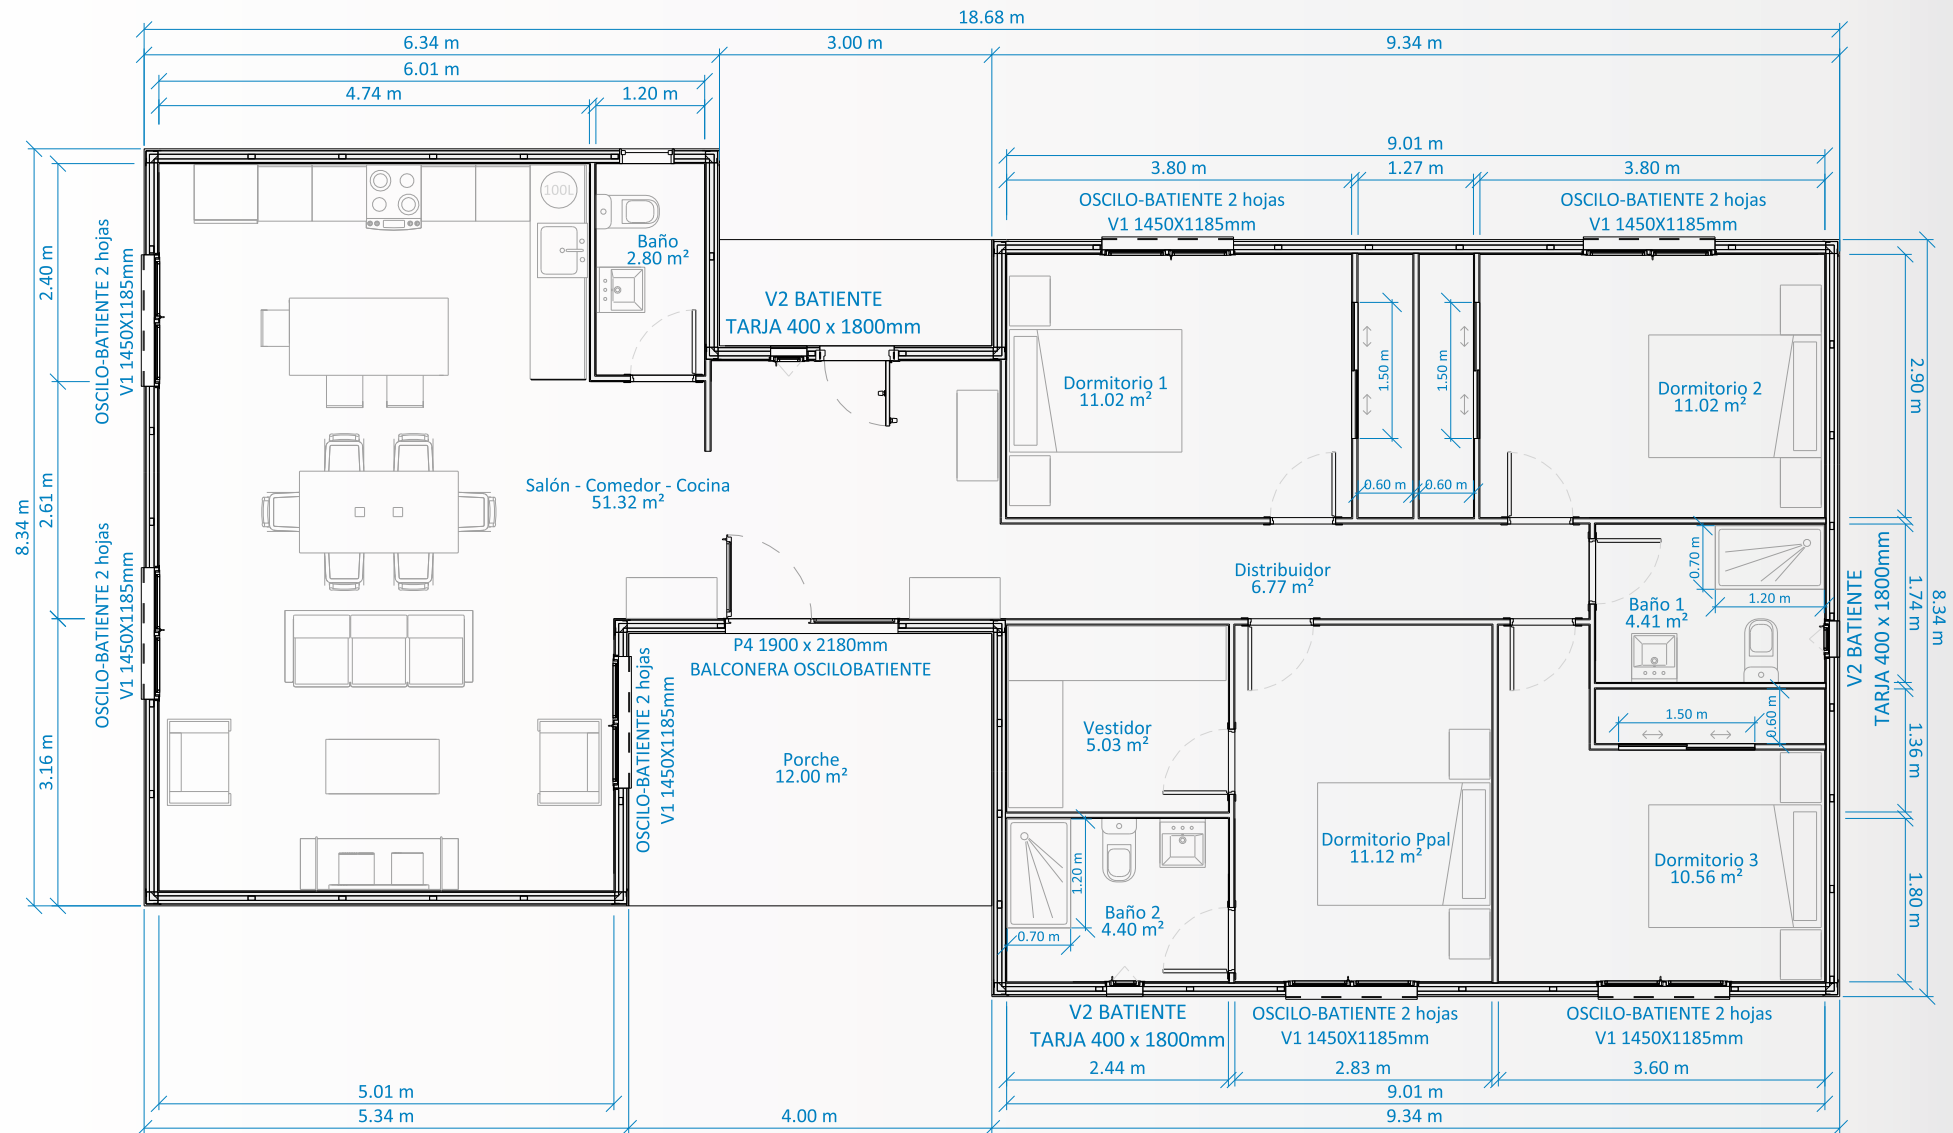 18.68 m
6.34 m
3.00 m
9.34 m
6.01 m
4.74 m
1.20 m
9.01 m
3.80 m
1.27 m
3.80 m
OSCILO-BATIENTE 2 hojas
V1 1450X1185mm
OSCILO-BATIENTE 2 hojas
V1 1450X1185mm
8.34 m
2.40 m
2.61 m
3.16 m
OSCILO-BATIENTE 2 hojas
V1 1450X1185mm
OSCILO-BATIENTE 2 hojas
V1 1450X1185mm
100L
Baño
2.80 m²
V2 BATIENTE
TARJA 400 x 1800mm
Dormitorio 1
11.02 m²
1.50 m
1.50 m
0.60 m
0.60 m
Dormitorio 2
11.02 m²
Salón - Comedor - Cocina
51.32 m²
Distribuidor
6.77 m²
0.70 m
1.20 m
Baño 1
4.41 m²
V2 BATIENTE
TARJA 400 x 1800mm
2.90 m
1.74 m
1.36 m
1.80 m
8.34 m
P4 1900 x 2180mm
BALCONERA OSCILOBATIENTE
OSCILO-BATIENTE 2 hojas
V1 1450X1185mm
Porche
12.00 m²
Vestidor
5.03 m²
1.50 m
0.60 m
Dormitorio Ppal
11.12 m²
Dormitorio 3
10.56 m²
1.20 m
0.70 m
Baño 2
4.40 m²
V2 BATIENTE
TARJA 400 x 1800mm
OSCILO-BATIENTE 2 hojas
V1 1450X1185mm
OSCILO-BATIENTE 2 hojas
V1 1450X1185mm
2.44 m
2.83 m
3.60 m
5.01 m
9.01 m
5.34 m
4.00 m
9.34 m